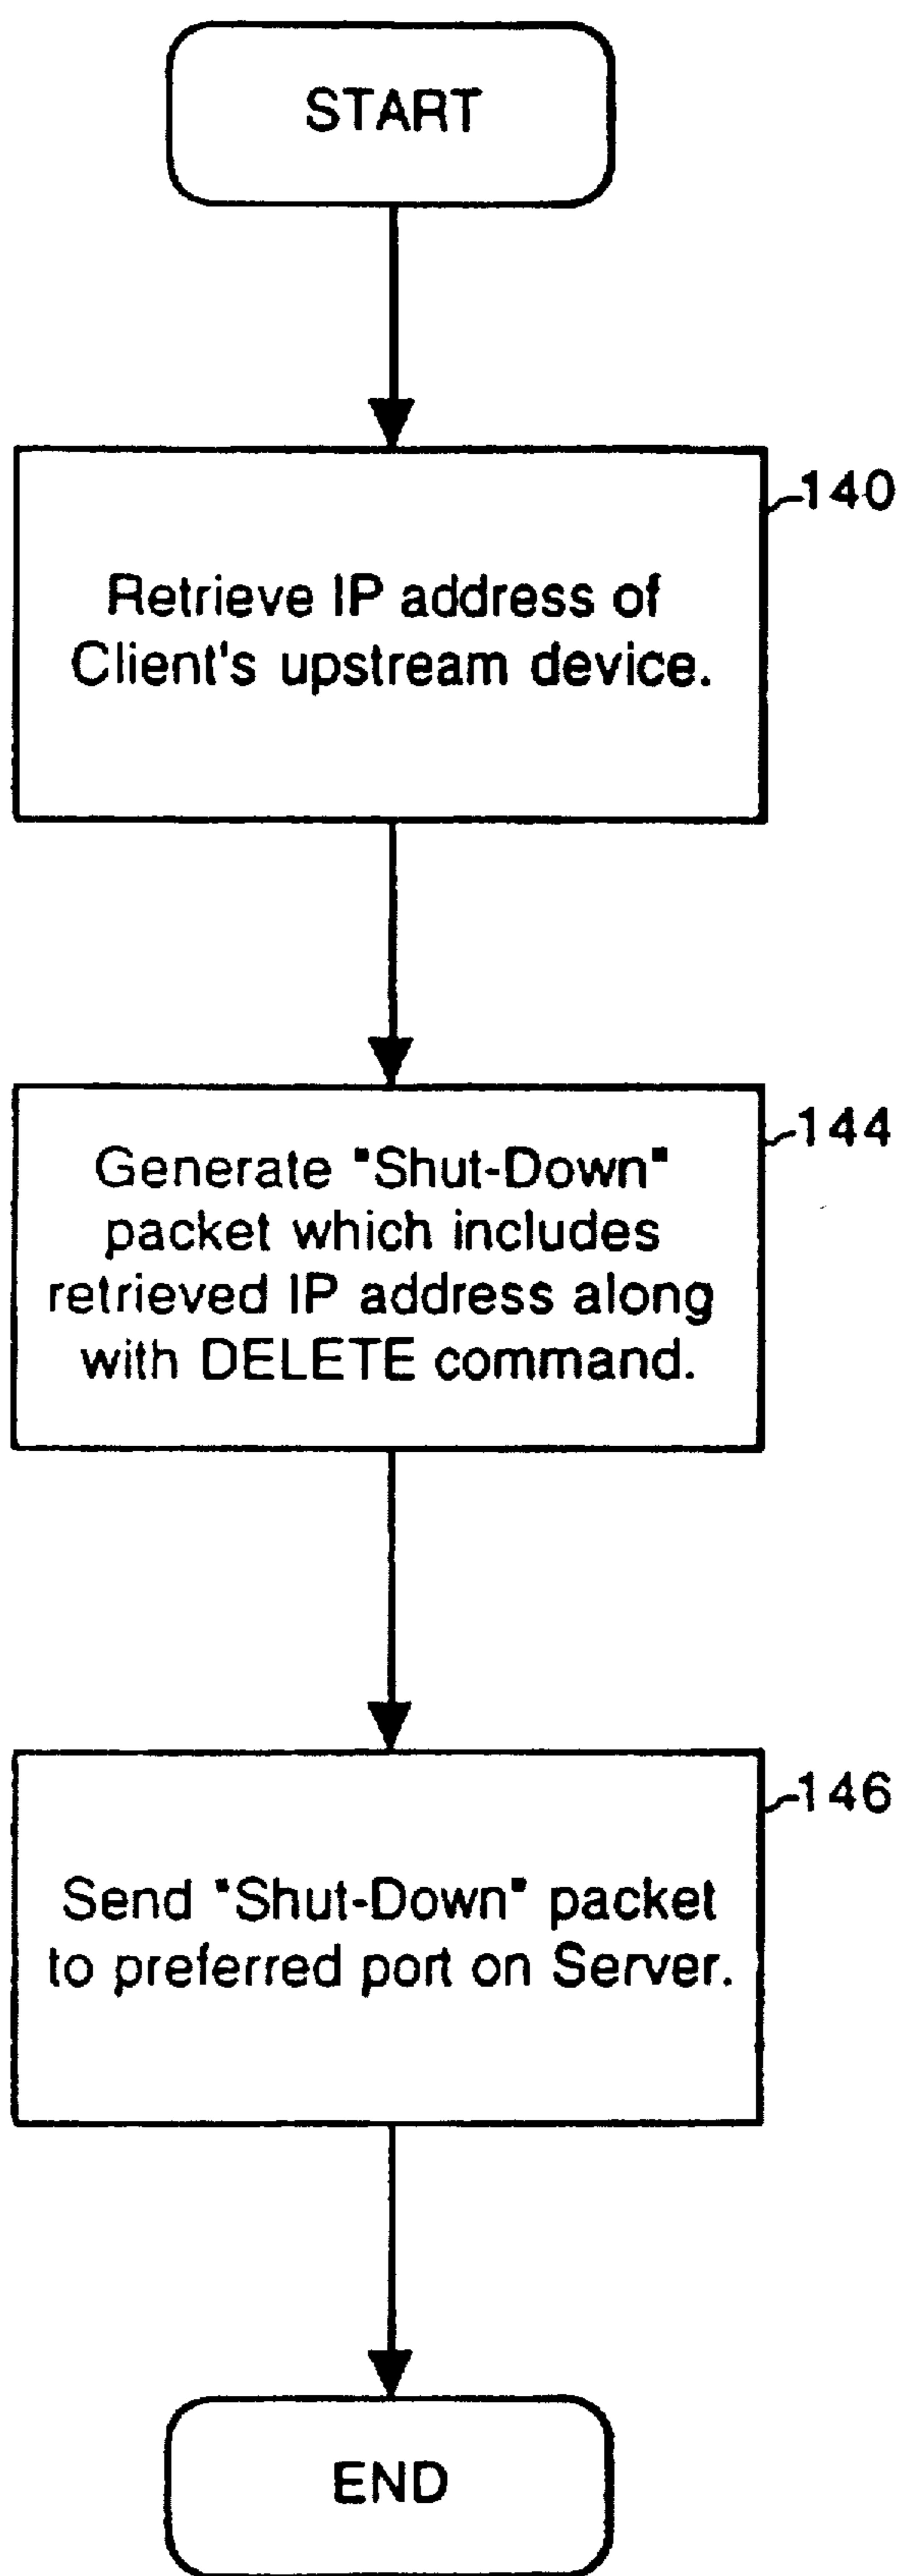 START
140
Retrieve IP address of
Client's upstream device.
144
Generate "Shut-Down"
packet which includes
retrieved IP address along
with DELETE command.
146
Send "Shut-Down" packet
to preferred port on Server.
END